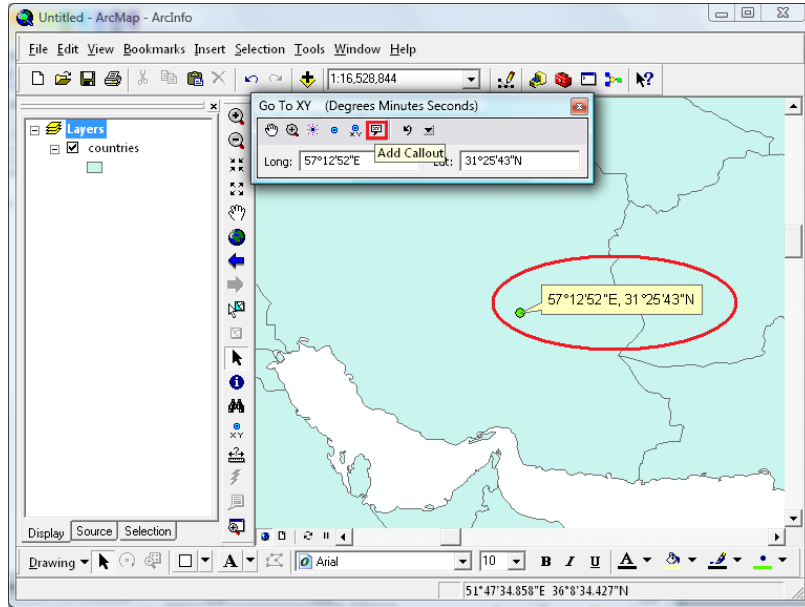 Untitled - ArcMap - ArcInfo
File Edit View Bookmarks Insert Selection Tools Window Help
1:16,528,844
Go To XY (Degrees Minutes Seconds)
Layers
countries
Add Callout
Long: 57°12'52"E Lat: 31°25'43"N
57°12'52"E, 31°25'43"N
XY
Display Source Selection
Drawing A Arial 10 B I U A
51°47'34.858"E 36°8'34.427"N